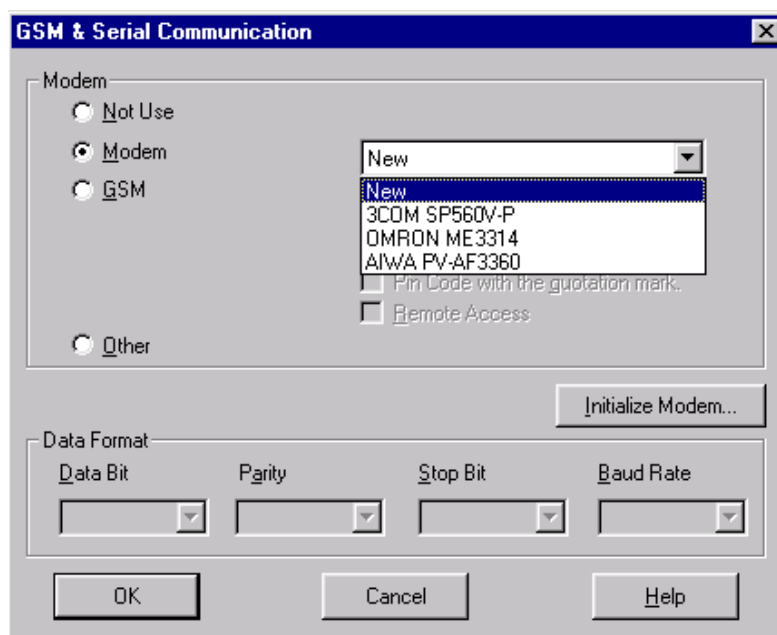 GSM & Serial Communication
Modem
Not Use
Modem
New
GSM
New
3COM SP560V-P
OMRON ME3314
AIWA PV-AF3360
Pin Code with the guotation mark.
Remote Access
Other
Initialize Modem...
Data Format
Data Bit Parity Stop Bit Baud Rate
OK Cancel Help